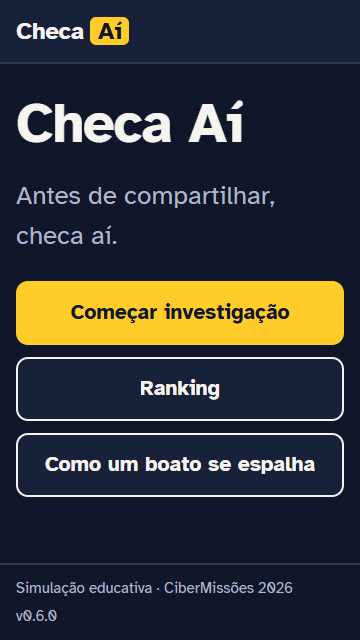 Checa Aí
Checa Aí
Antes de compartilhar,
checa aí.
Começar investigação
Ranking
Como um boato se espalha
Simulação educativa · CiberMissões 2026
v0.6.0